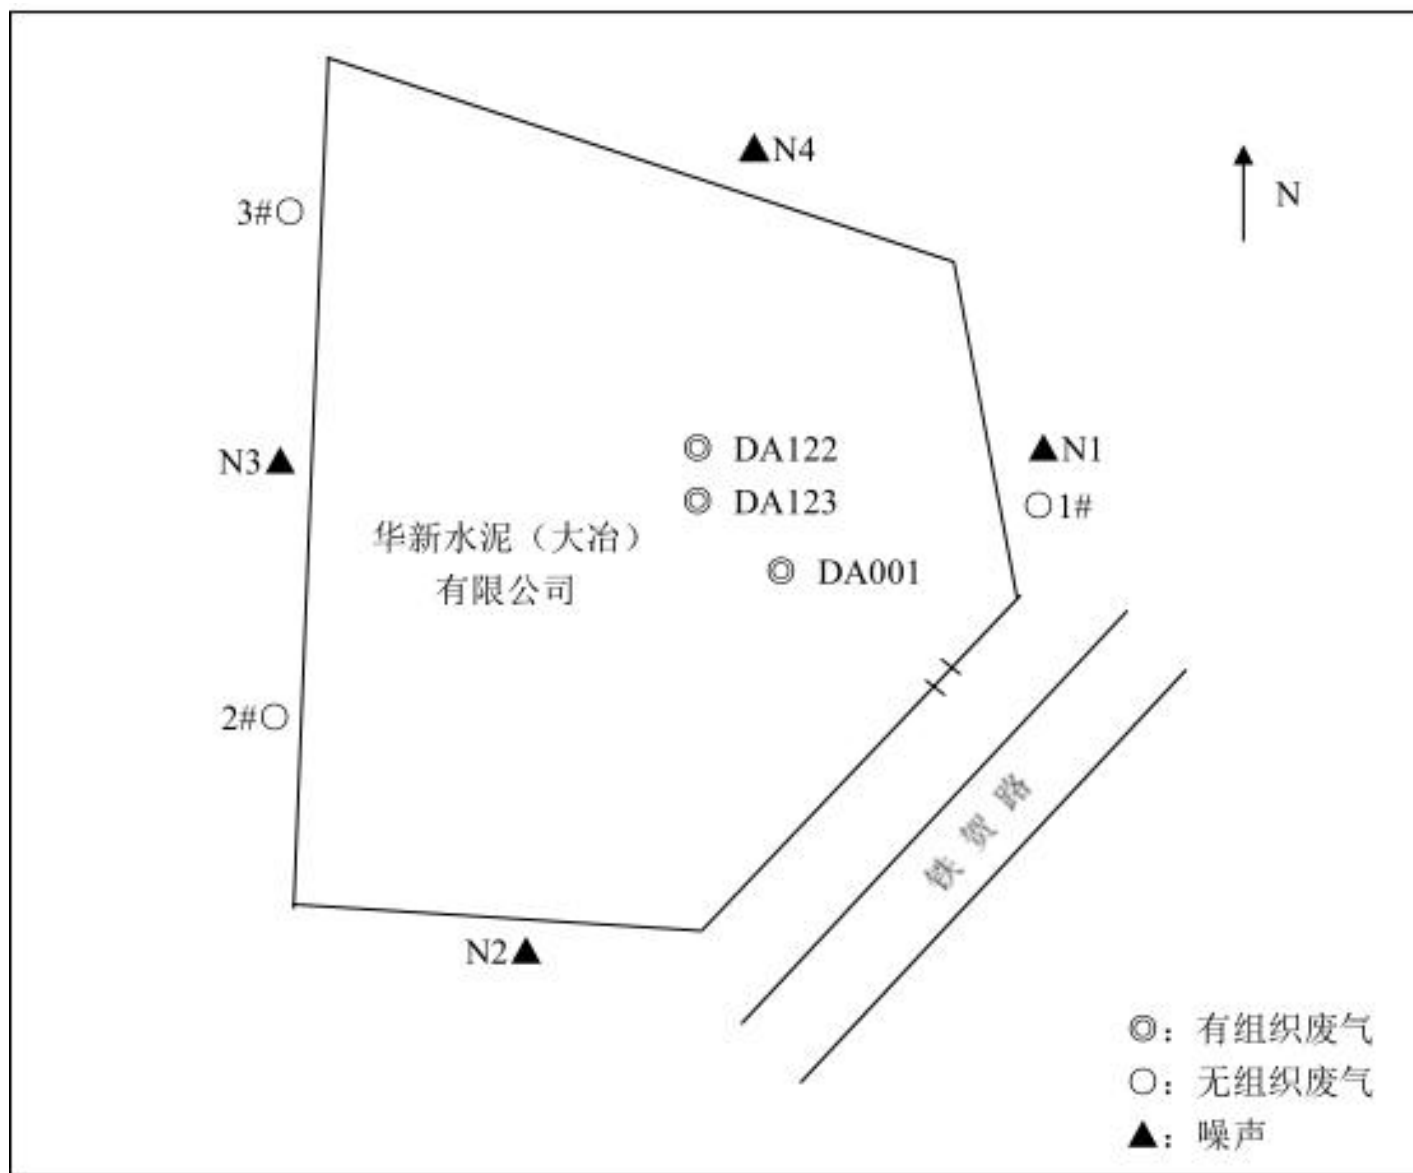 ▲N4
N
3#○
N3▲
◎ DA122
▲N1
◎ DA123
○1#
华新水泥（大冶）
有限公司
◎ DA001
2#○
铁贺路
N2▲
◎：有组织废气
○：无组织废气
▲：噪声